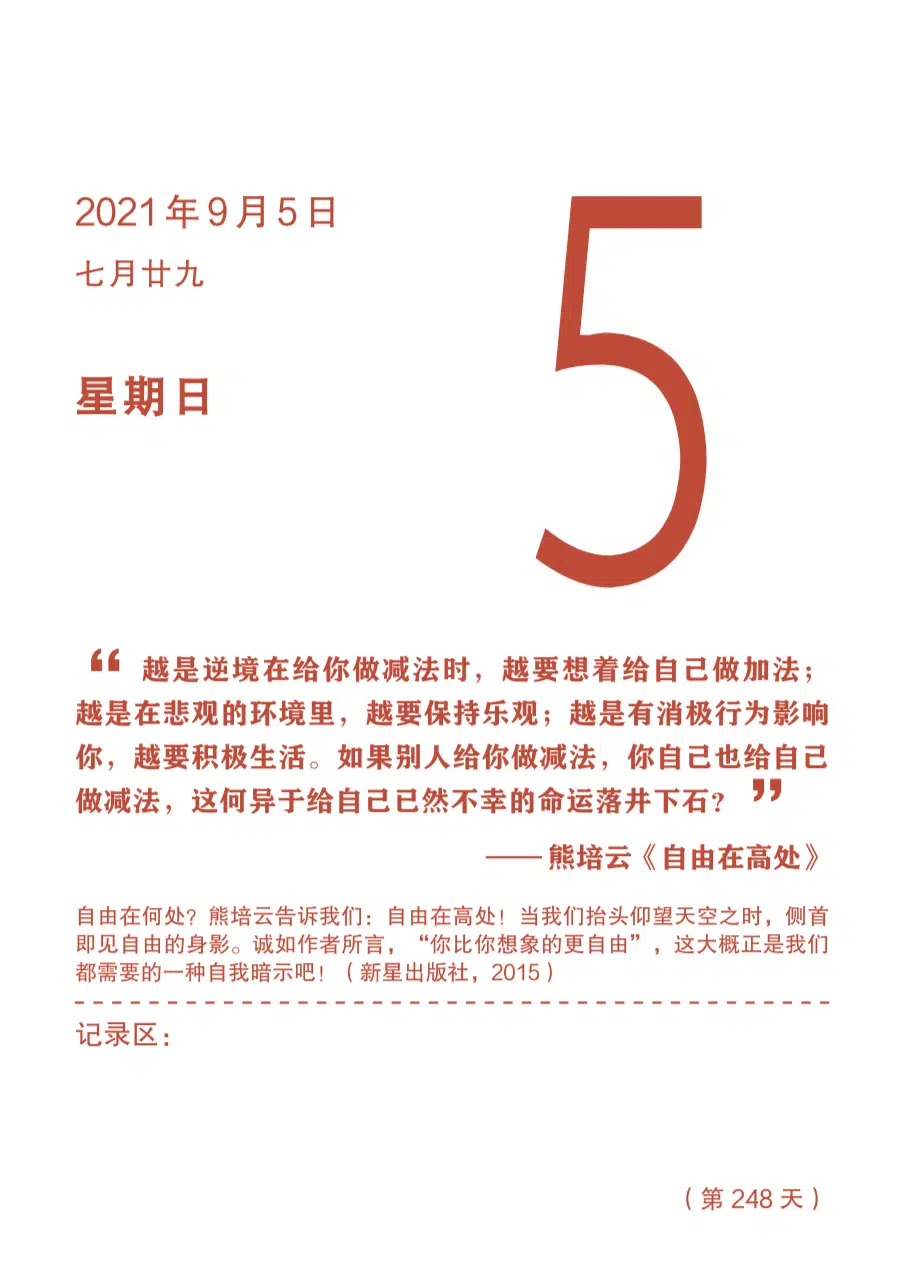 2021年9月5日
七月廿九
星期日
5
“越是逆境在给你做减法时，越要想着给自己做加法；
越是在悲观的环境里，越要保持乐观；越是有消极行为影响
你，越要积极生活。如果别人给你做减法，你自己也给自己
做减法，这何异于给自己已然不幸的命运落井下石？”
——熊培云《自由在高处》
自由在何处？熊培云告诉我们：自由在高处！当我们抬头仰望天空之时，侧首
即见自由的身影。诚如作者所言，“你比你想象的更自由”，这大概正是我们
都需要的一种自我暗示吧！（新星出版社，2015）
记录区：
（第 248 天）